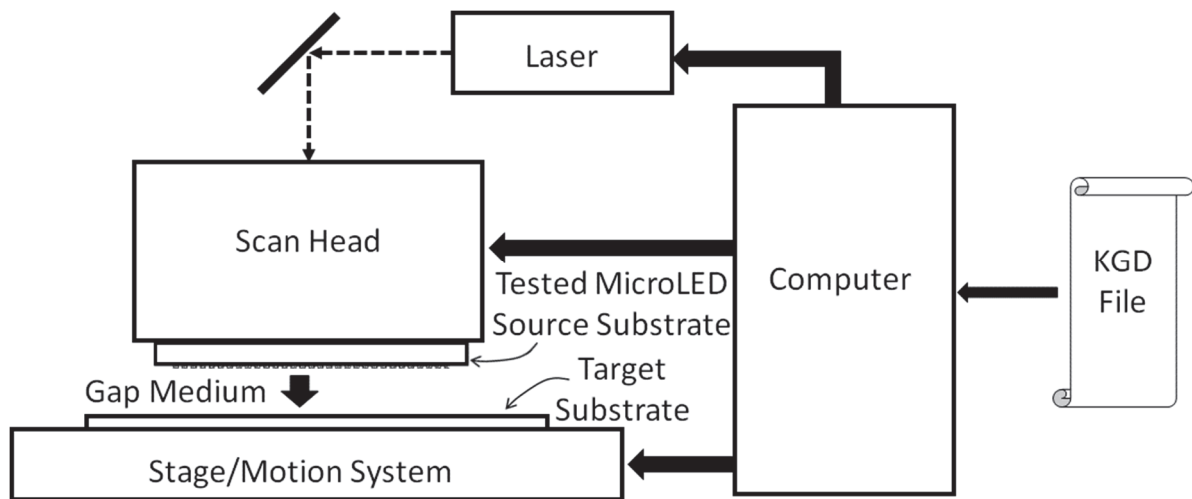 Laser
Scan Head
Tested MicroLED
Source Substrate
Computer
KGD
File
Gap Medium
Target
Substrate
Stage/Motion System